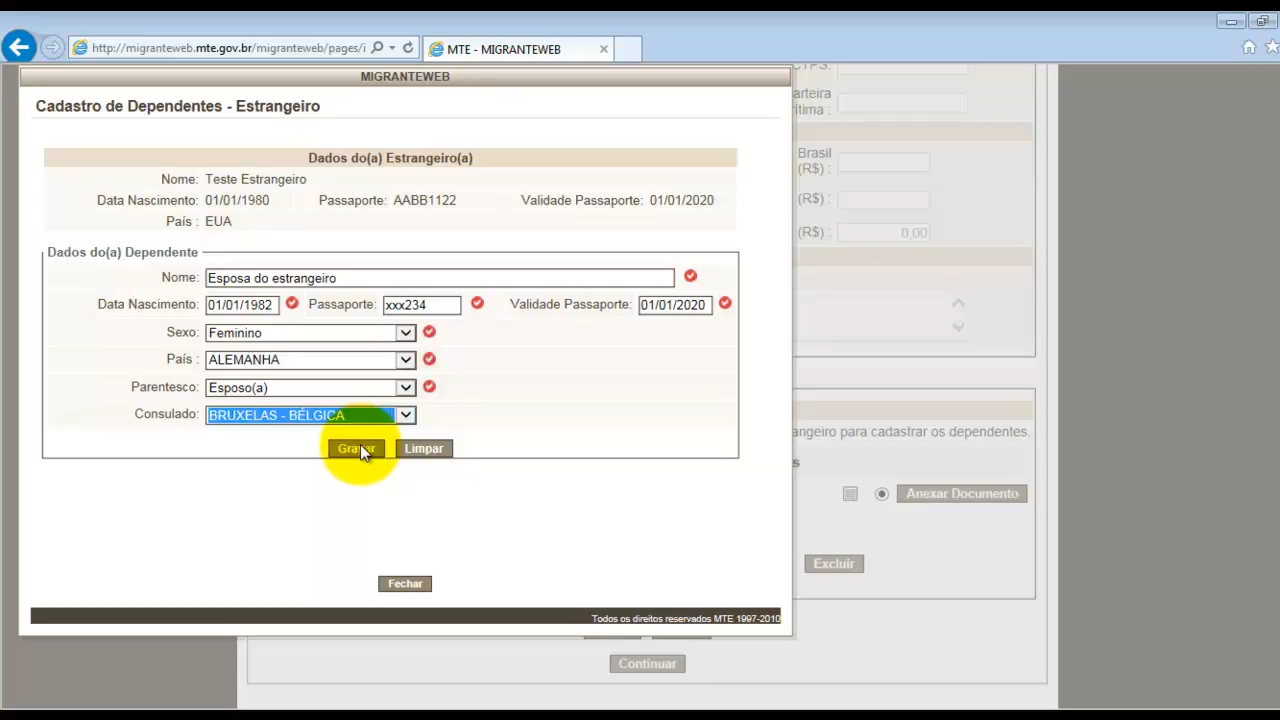 http://migranteweb.mte.gov.br/migranteweb/pages/i
MTE - MIGRANTEWEB
MIGRANTEWEB
Cadastro de Dependentes - Estrangeiro
Dados do(a) Estrangeiro(a)
Nome: Teste Estrangeiro
Data Nascimento: 01/01/1980 Passaporte: AABB1122 Validade Passaporte: 01/01/2020
País : EUA
Dados do(a) Dependente
Nome: Esposa do estrangeiro
Data Nascimento: 01/01/1982 Passaporte: xxx234 Validade Passaporte: 01/01/2020
Sexo: Feminino
País : ALEMANHA
Parentesco: Esposo(a)
Consulado: BRUXELAS - BÉLGICA
Gravar Limpar
Fechar
Todos os direitos reservados MTE 1997-2010
CTPS:
arteira
ítima :
Brasil
(R$) :
(R$) :
(R$) : 0,00
angeiro para cadastrar os dependentes.
s
Anexar Documento
Excluir
Continuar